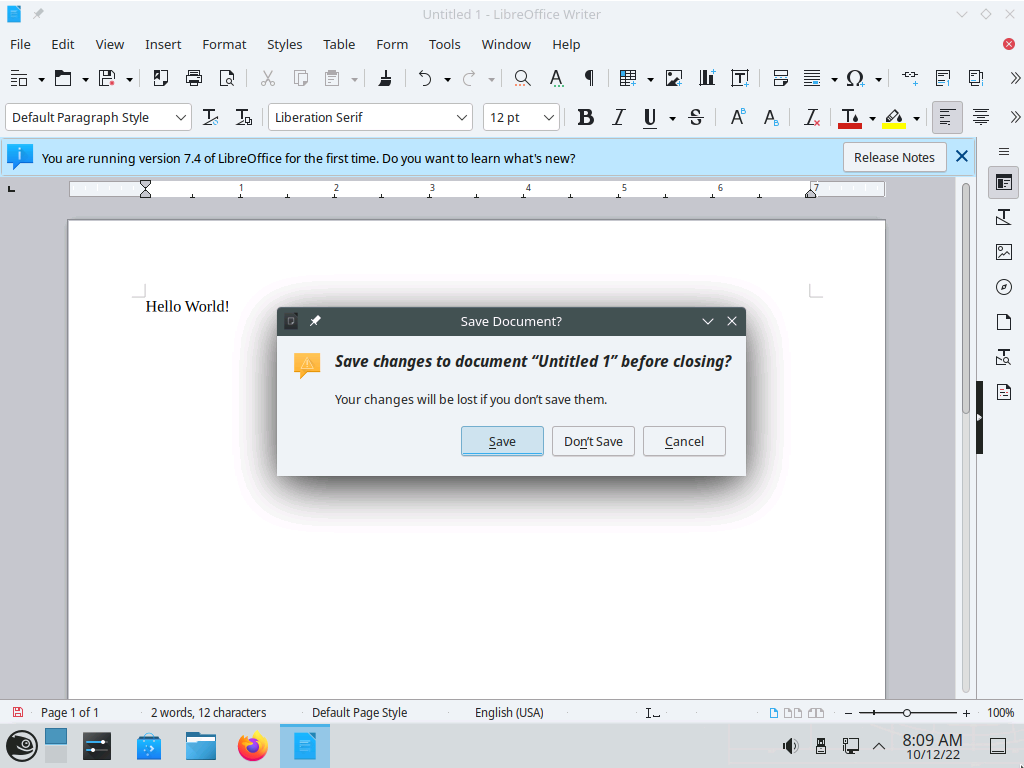 Untitled 1 - LibreOffice Writer
File Edit View Insert Format Styles Table Form Tools Window Help
Default Paragraph Style Liberation Serif 12 pt
You are running version 7.4 of LibreOffice for the first time. Do you want to learn what's new? Release Notes
1 2 3 4 5 6 7
Hello World!
Save Document?
Save changes to document “Untitled 1” before closing?
Your changes will be lost if you don’t save them.
Save Don’t Save Cancel
Page 1 of 1 2 words, 12 characters Default Page Style English (USA) 100%
8:09 AM
10/12/22